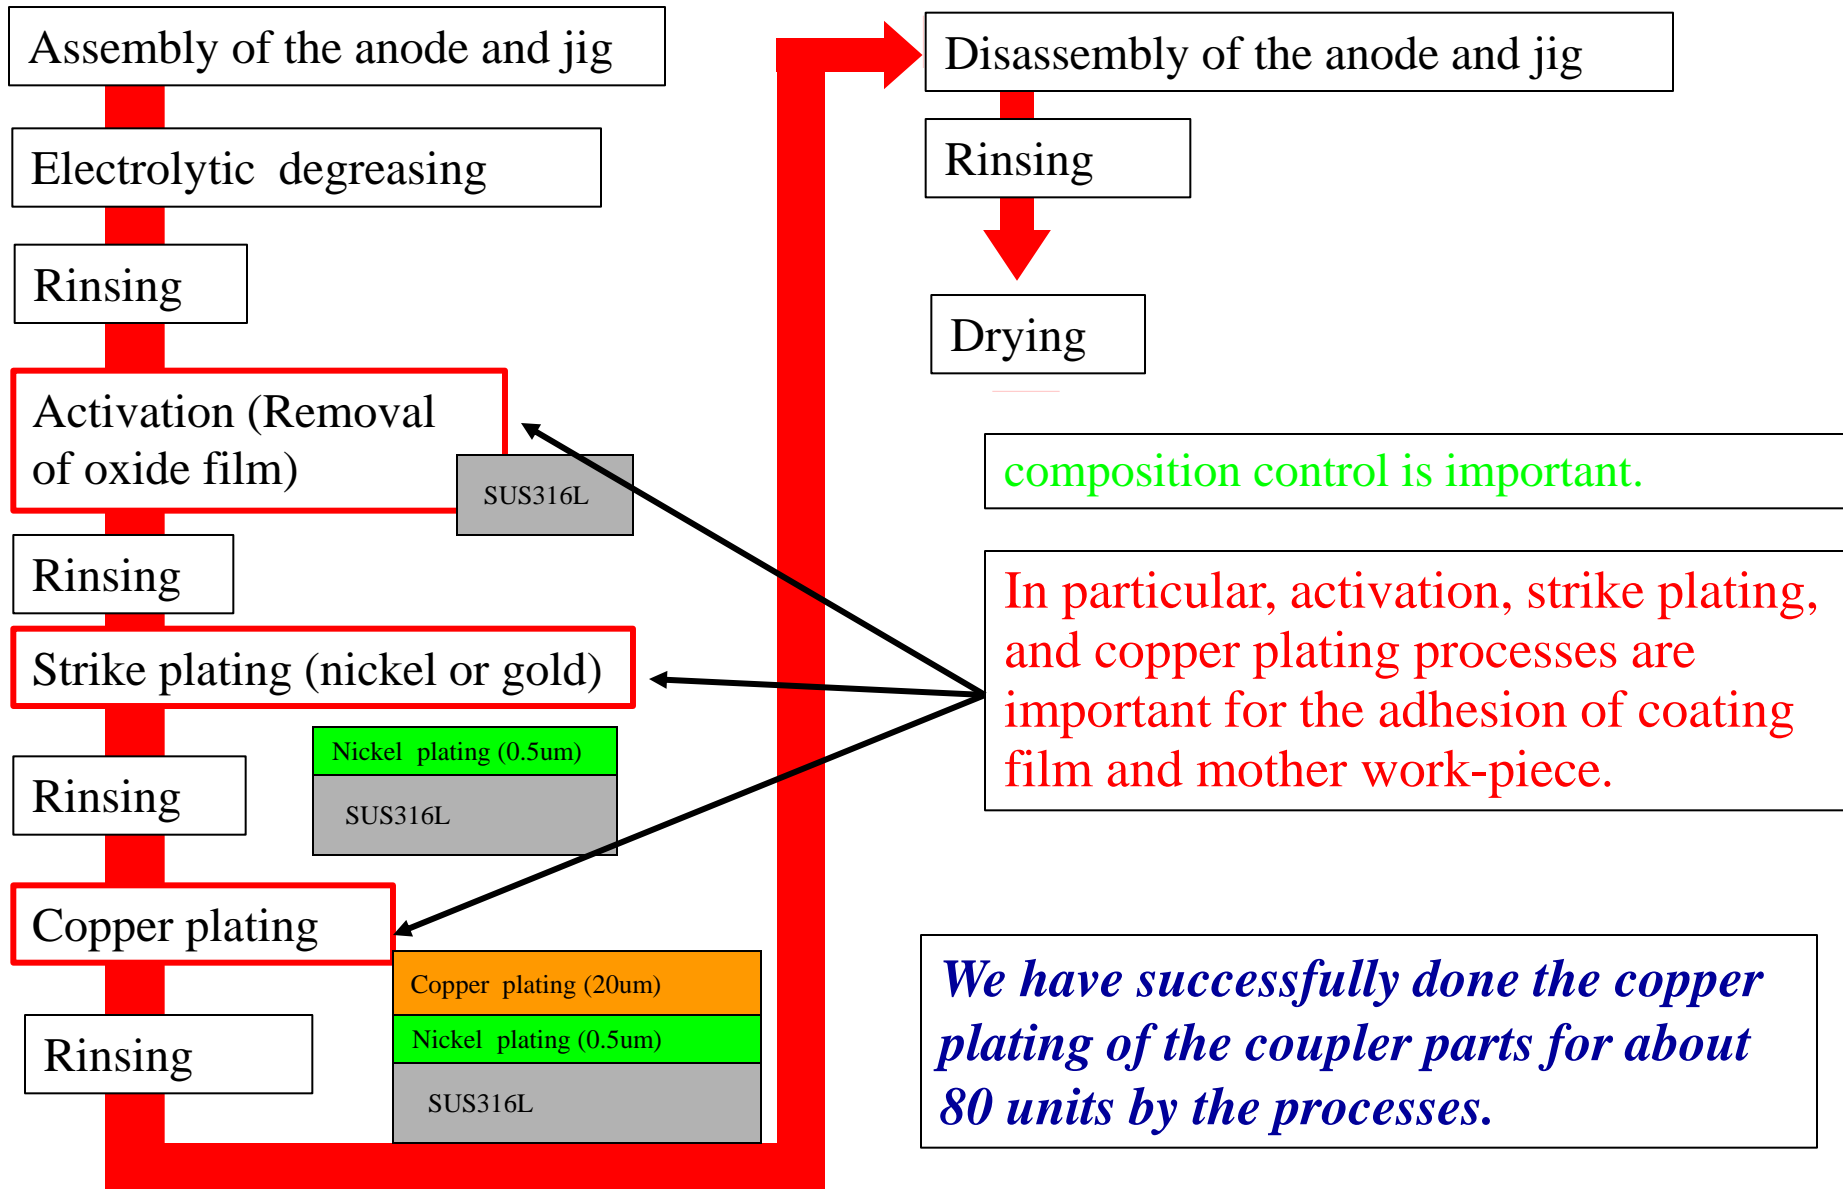 Assembly of the anode and jig
Electrolytic degreasing
Rinsing
Activation (Removal
of oxide film)
SUS316L
Rinsing
Strike plating (nickel or gold)
Nickel plating (0.5um)
SUS316L
Rinsing
Copper plating
Copper plating (20um)
Nickel plating (0.5um)
SUS316L
Rinsing
Disassembly of the anode and jig
Rinsing
Drying
composition control is important.
In particular, activation, strike plating,
and copper plating processes are
important for the adhesion of coating
film and mother work-piece.
We have successfully done the copper
plating of the coupler parts for about
80 units by the processes.